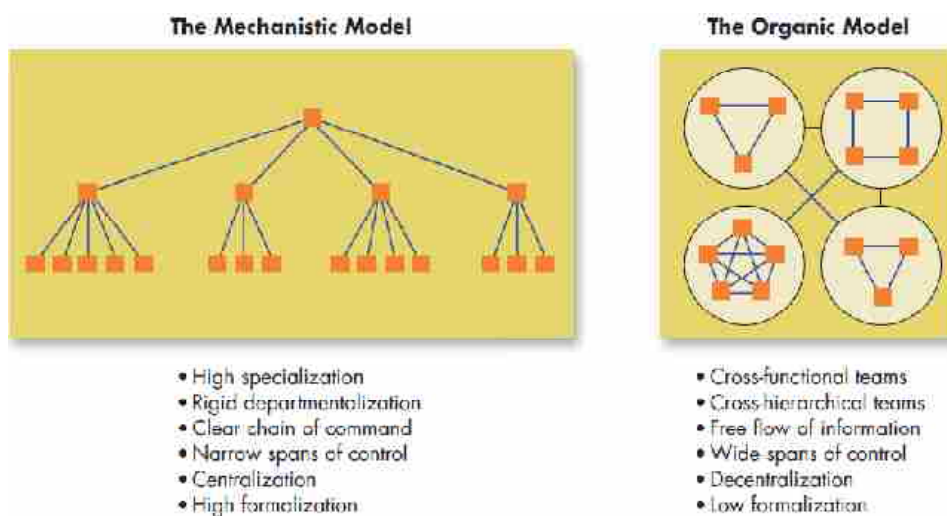 The Mechanistic Model
• High specialization
• Rigid departmentalization
• Clear chain of command
• Narrow spans of control
• Centralization
• High formalization
The Organic Model
• Cross-functional teams
• Cross-hierarchical teams
• Free flow of information
• Wide spans of control
• Decentralization
• Low formalization